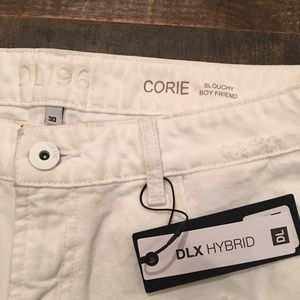 DL1961
CORIE
SLOUCHY
BOY FRIEND
30
DLX HYBRID
DL